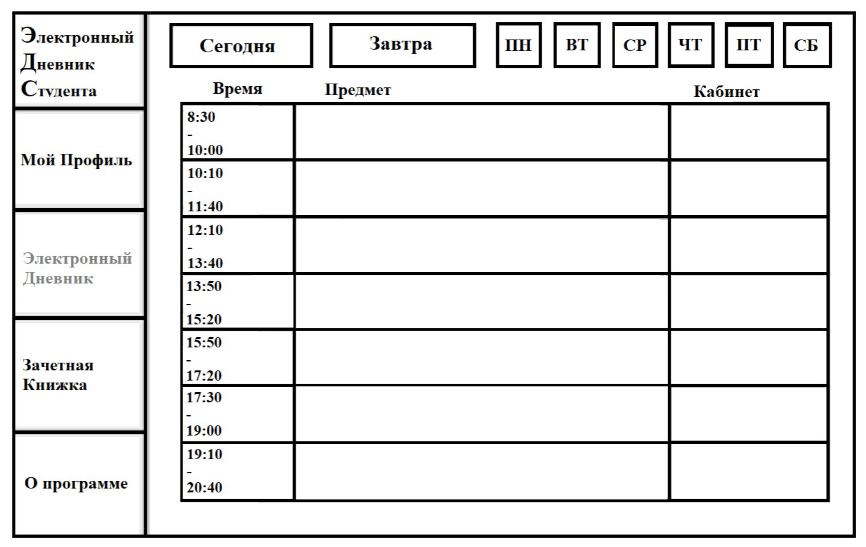 Электронный
Дневник
Студента
Мой Профиль
Электронный
Дневник
Зачетная
Книжка
О программе
Сегодня Завтра ПН ВТ СР ЧТ ПТ СБ
Время Предмет Кабинет
8:30
-
10:00
10:10
-
11:40
12:10
-
13:40
13:50
-
15:20
15:50
-
17:20
17:30
-
19:00
19:10
-
20:40